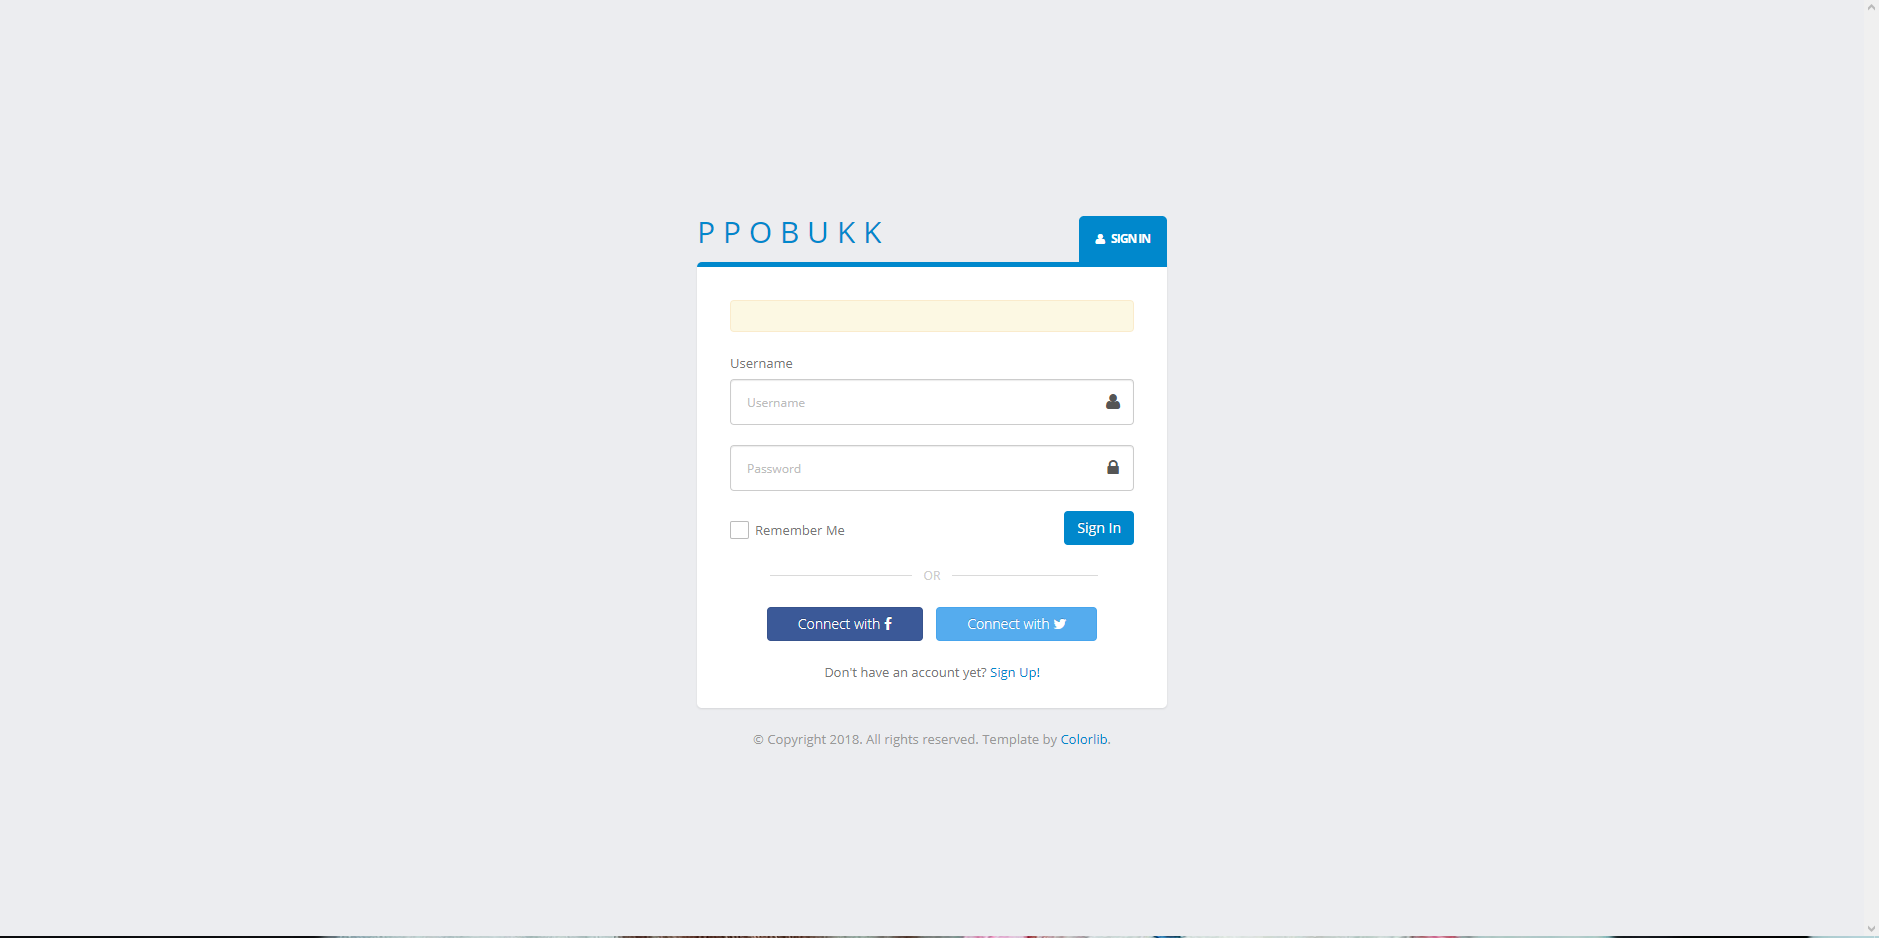 PPOBUKK
SIGN IN
Username
Username
Password
Remember Me
Sign In
OR
Connect with
Connect with
Don't have an account yet? Sign Up!
© Copyright 2018. All rights reserved. Template by Colorlib.